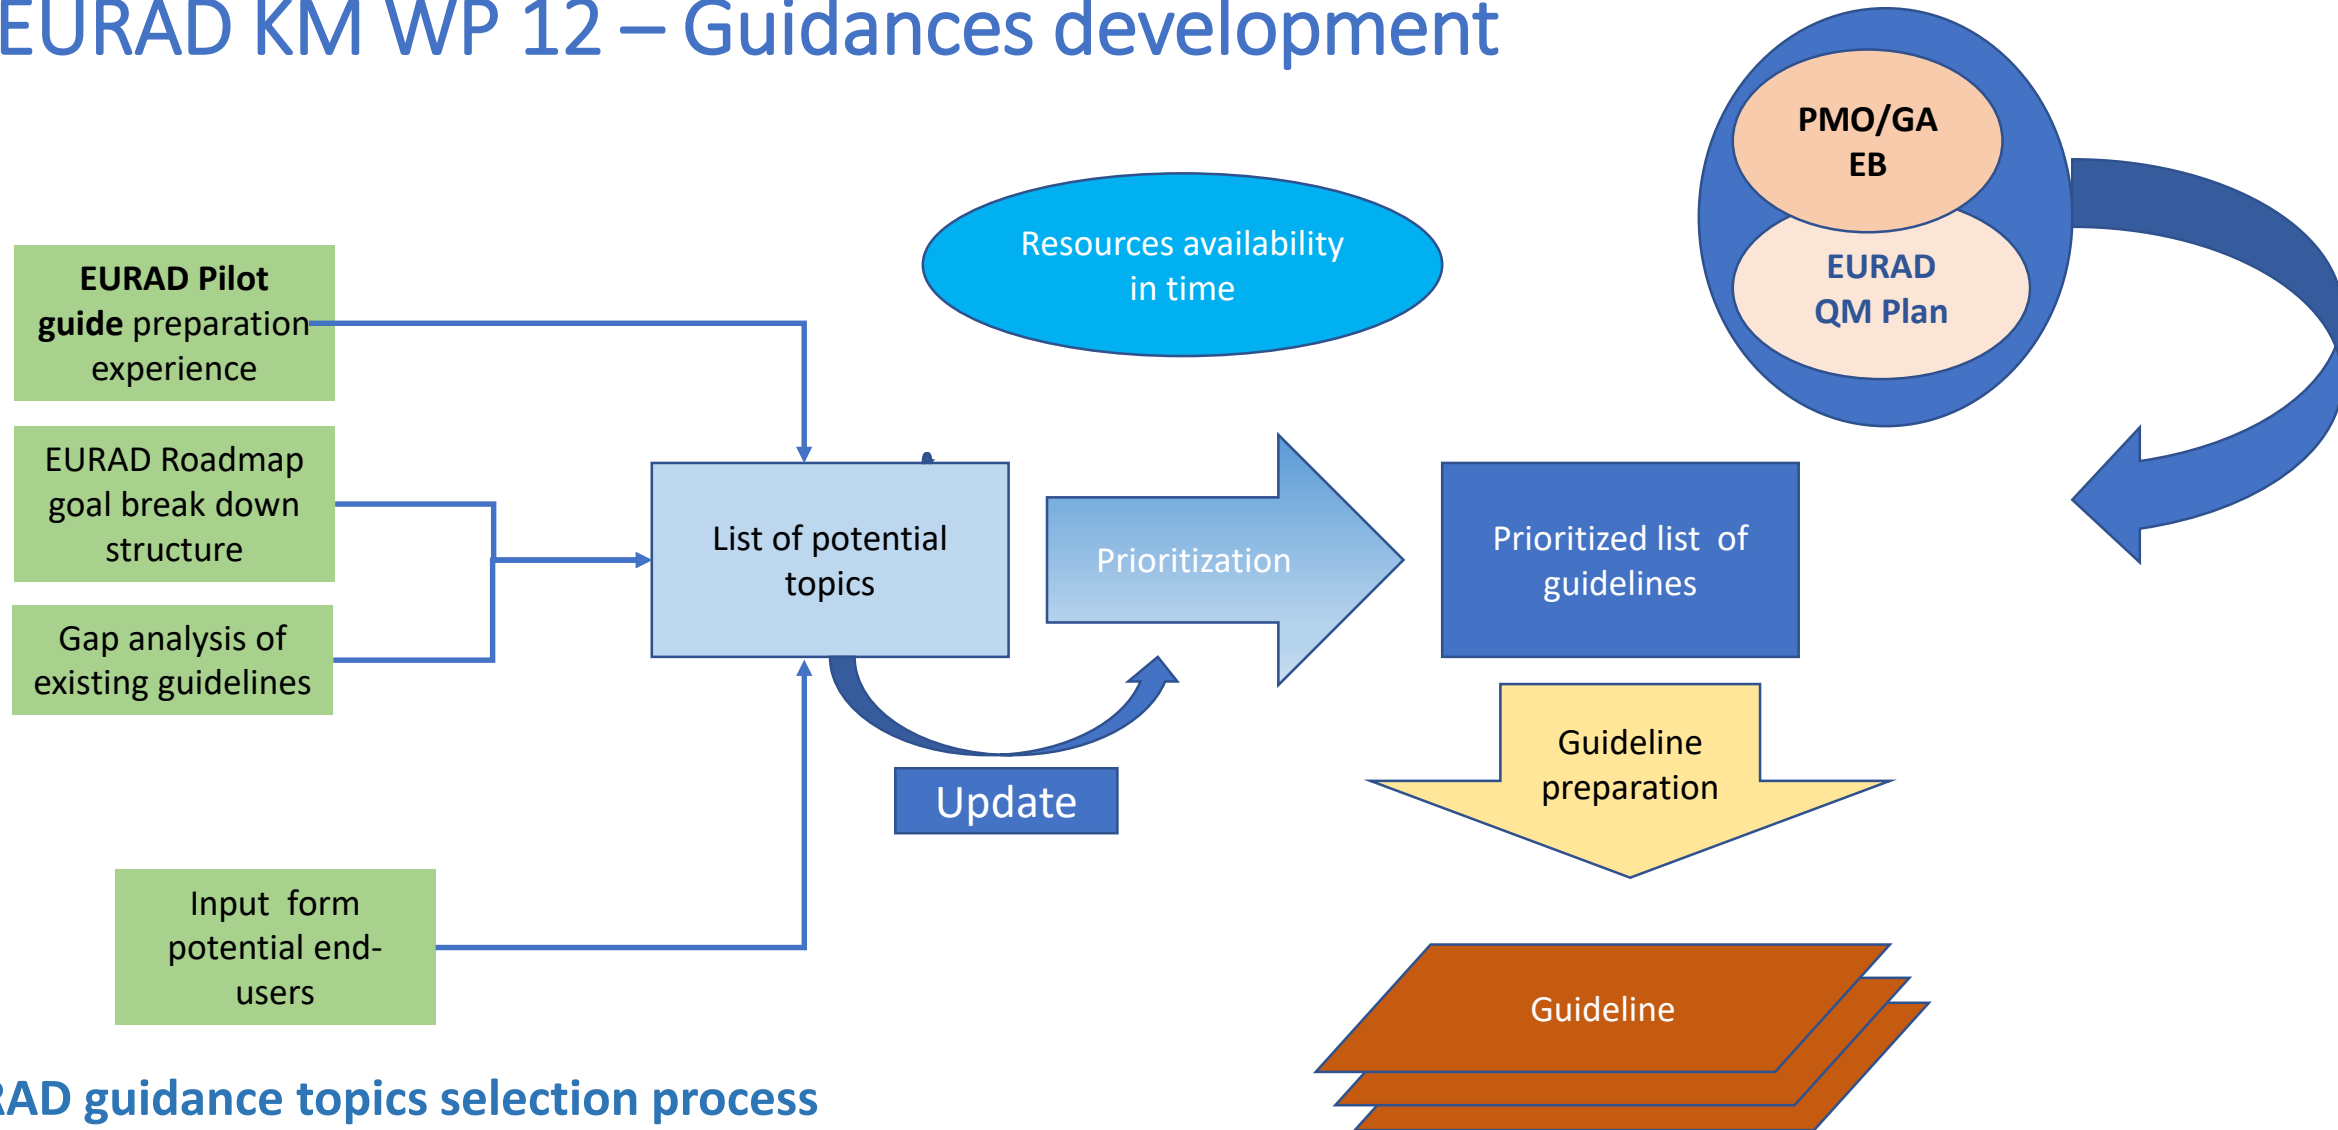 EURAD KM WP 12 – Guidances development
PMO/GA
EB
EURAD
QM Plan
Resources availability
in time
EURAD Pilot
guide preparation
experience
EURAD Roadmap
goal break down
structure
Gap analysis of
existing guidelines
List of potential
topics
Prioritization
Prioritized list of
guidelines
Update
Guideline
preparation
Input form
potential end-
users
Guideline
RAD guidance topics selection process